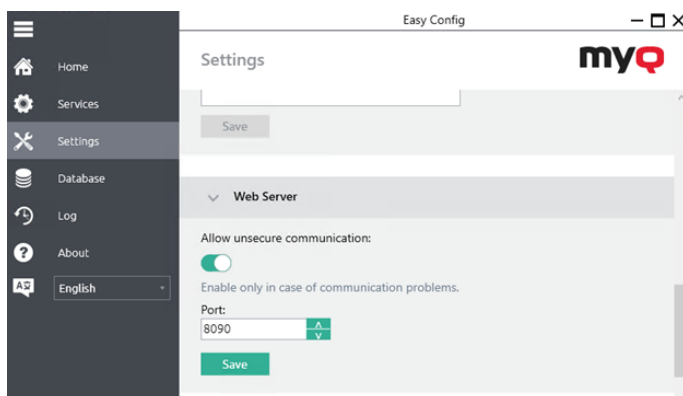 Easy Config
Home
Services
Settings
Database
Log
About
English
Settings
myQ
Save
Web Server
Allow unsecure communication:
Enable only in case of communication problems.
Port:
8090
Save